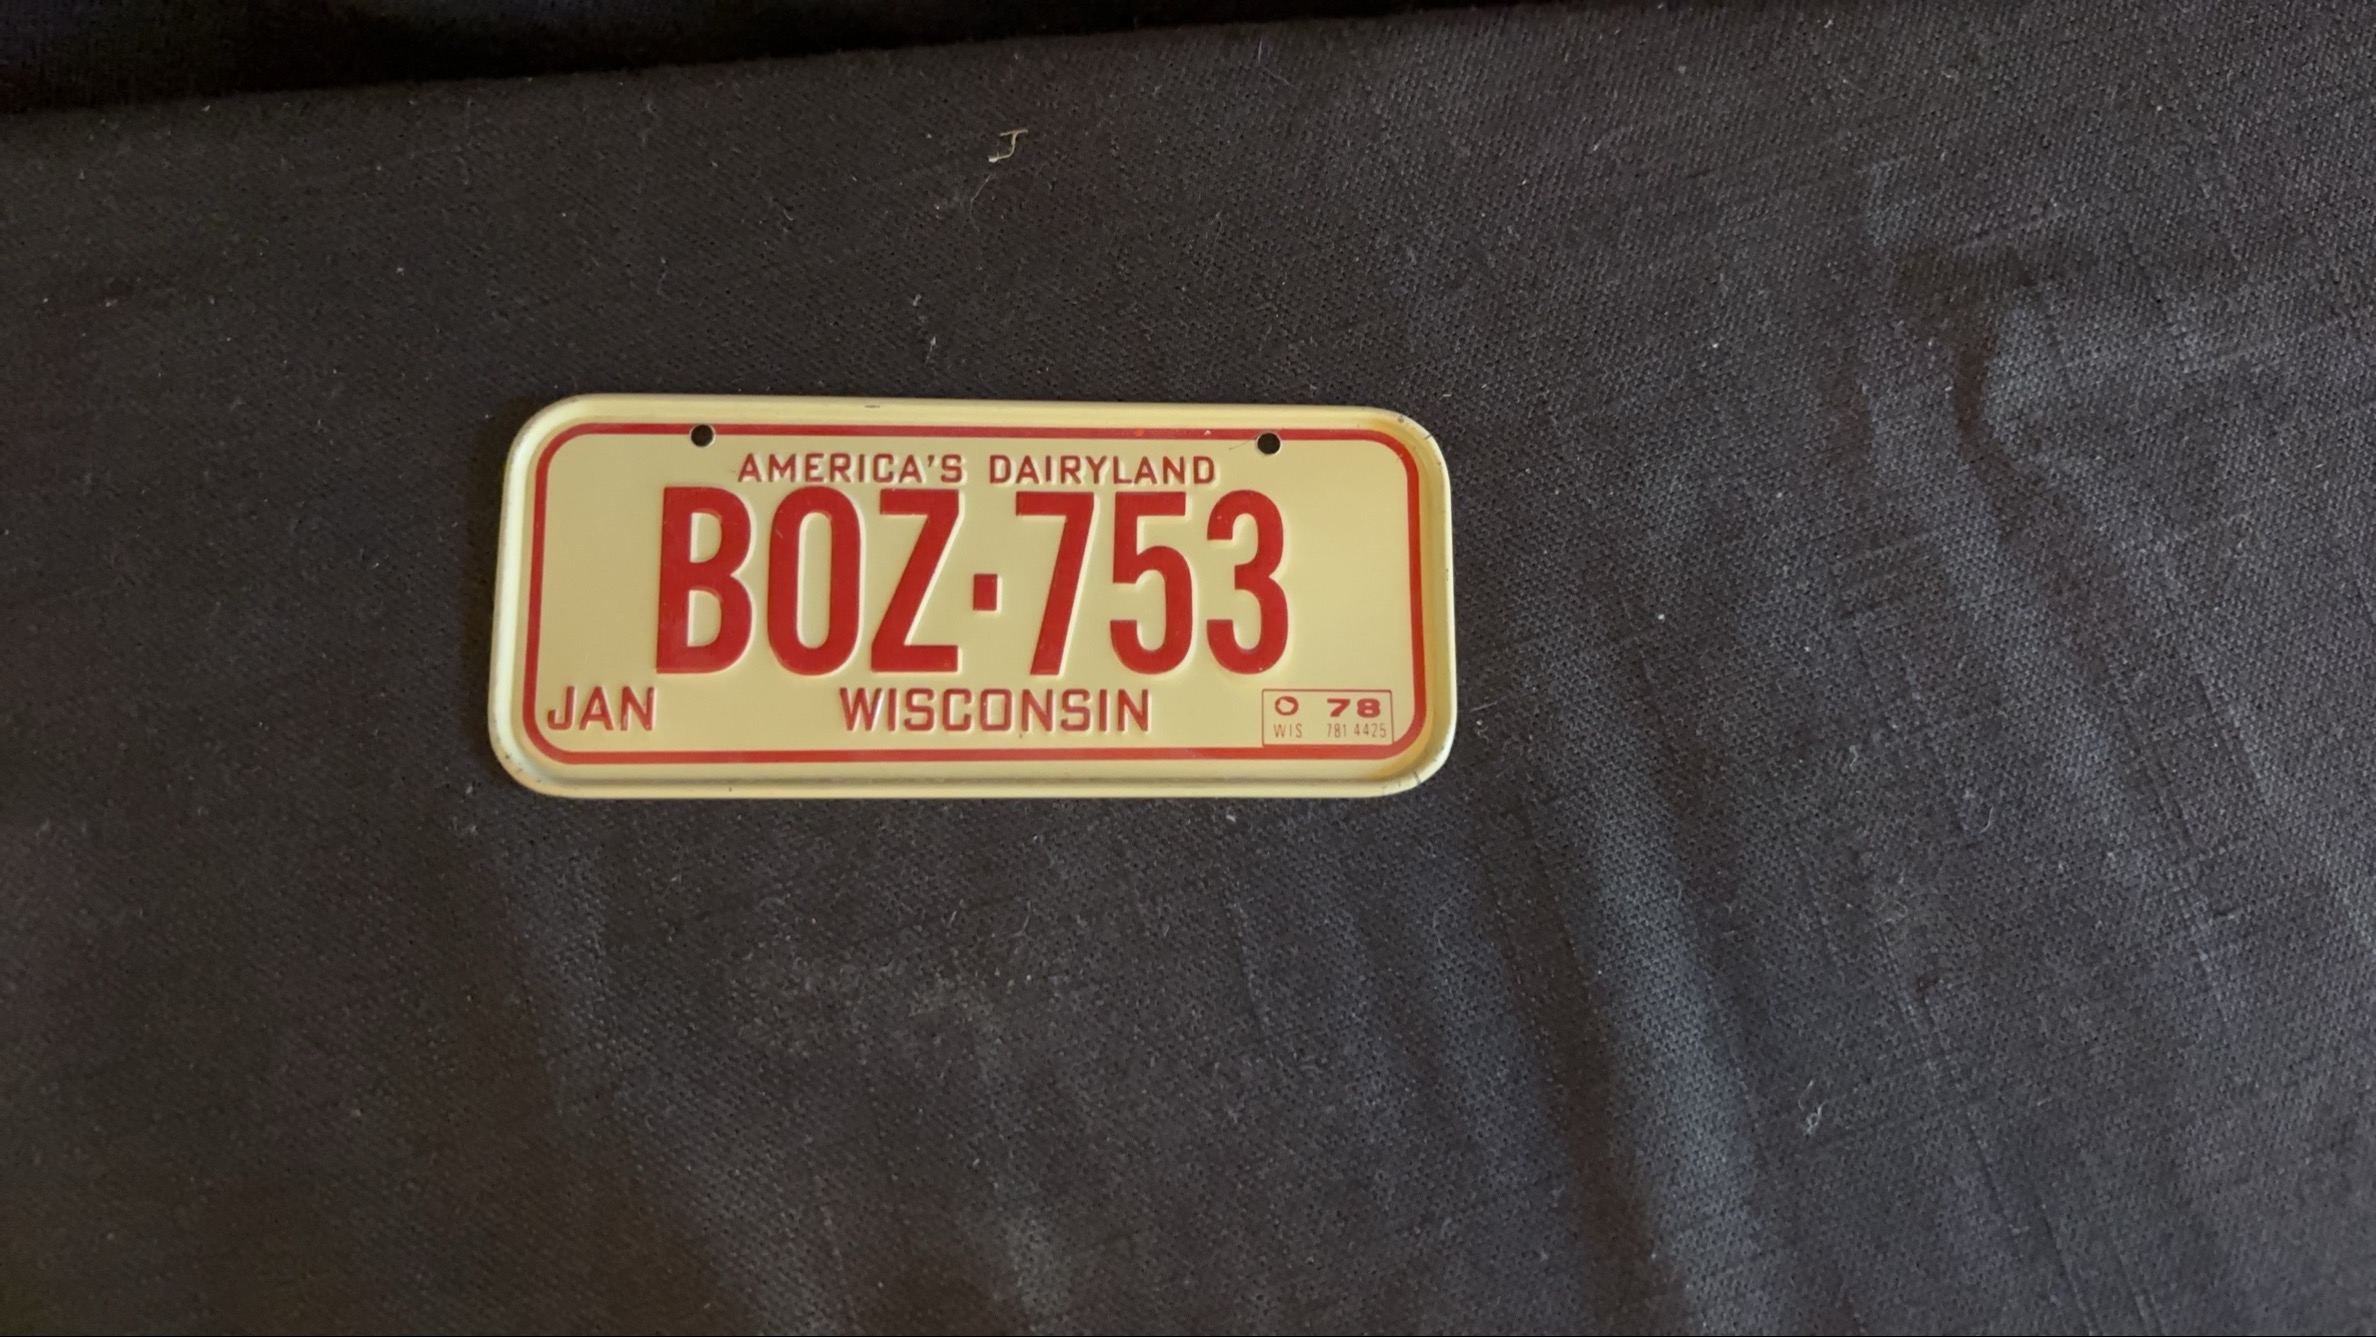 AMERICA'S DAIRYLAND
BOZ·753
JAN WISCONSIN
78
WIS 781 4425